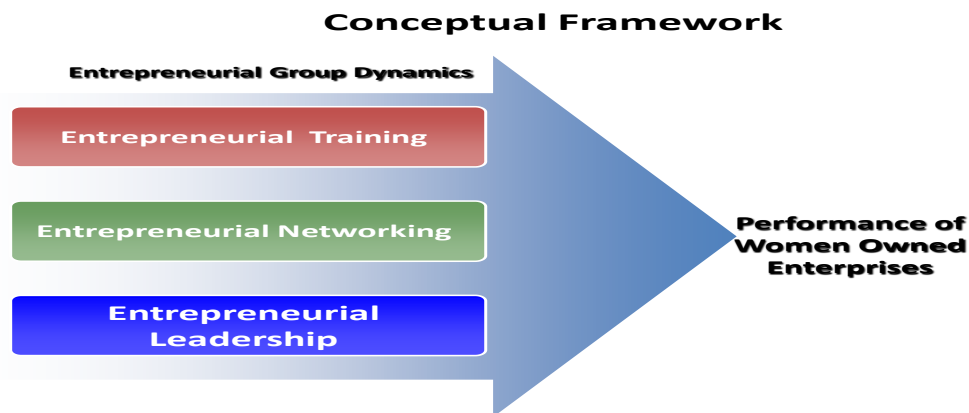 Conceptual Framework
Entrepreneurial Group Dynamics
Entrepreneurial Training
Entrepreneurial Networking
Entrepreneurial
Leadership
Performance of
Women Owned
Enterprises